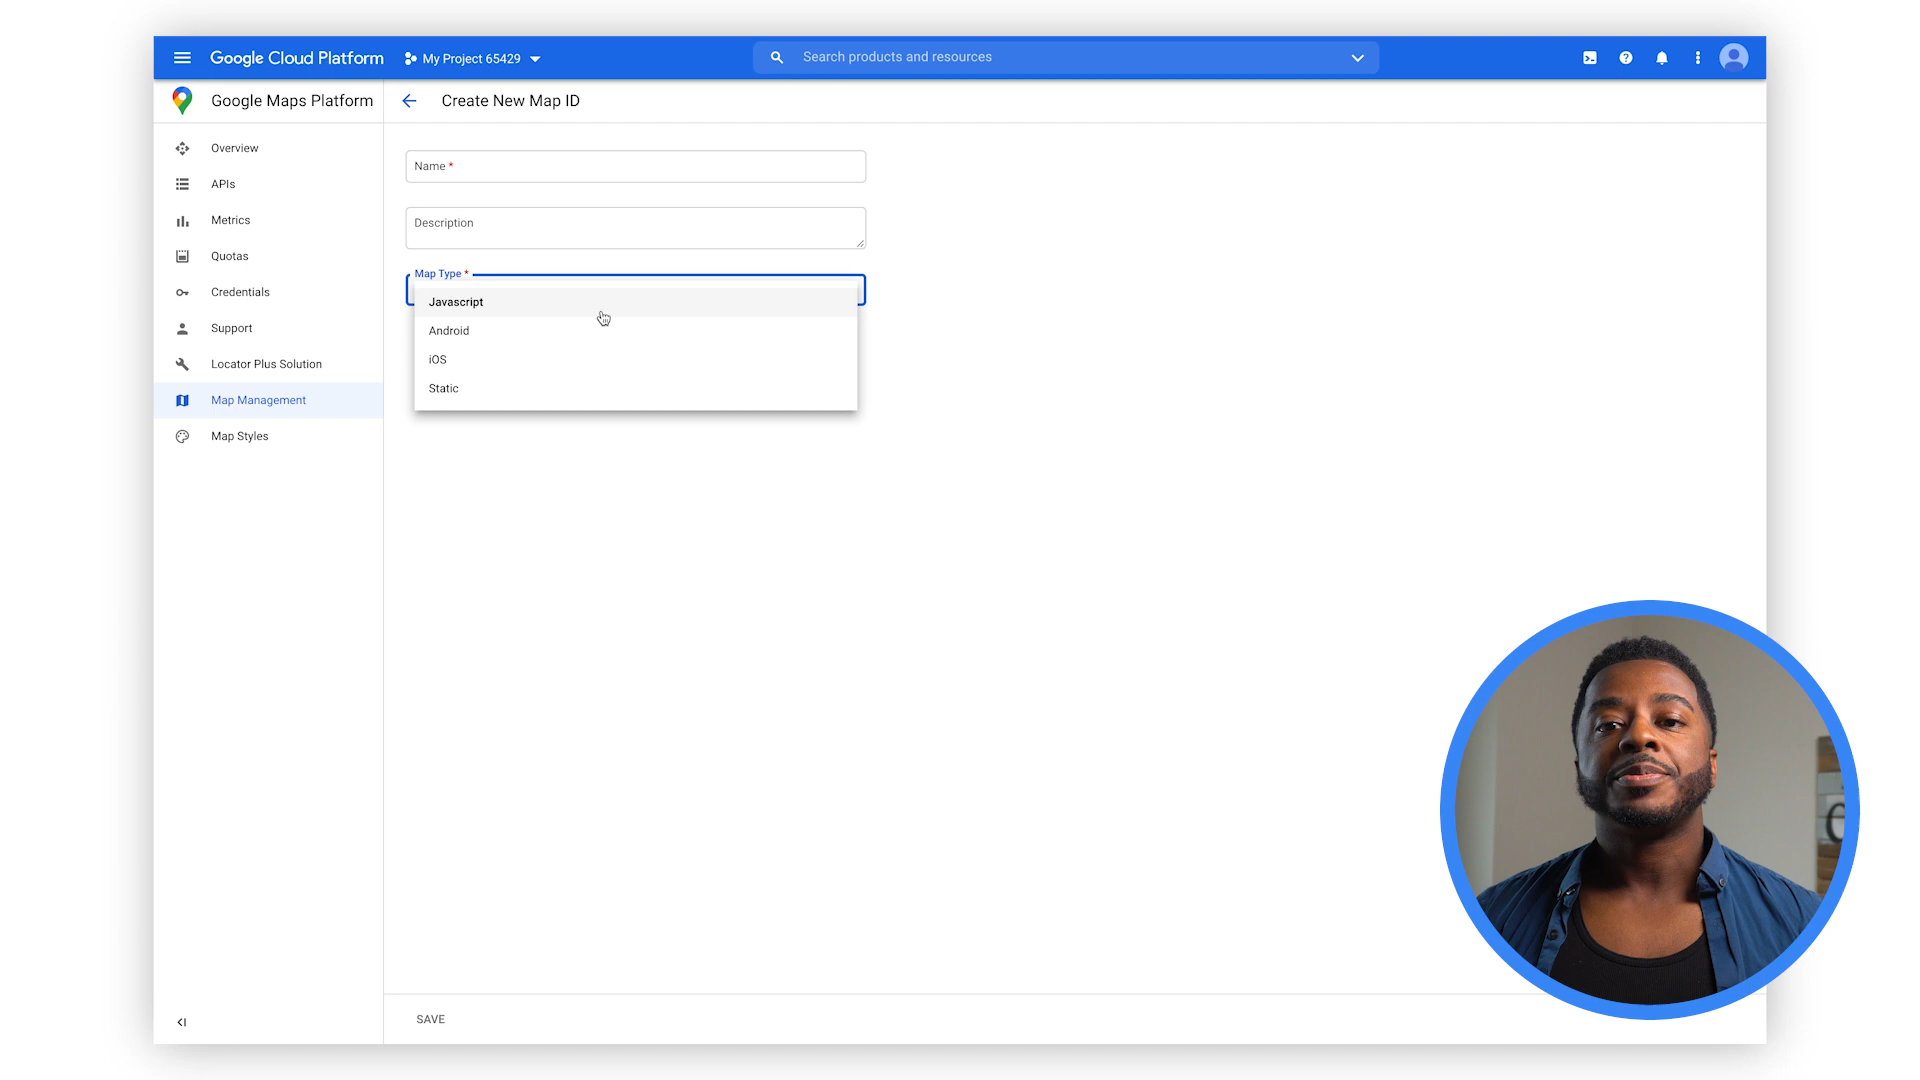 Google Cloud Platform
My Project 65429
Search products and resources
Google Maps Platform
Create New Map ID
Overview
APIs
Metrics
Quotas
Credentials
Support
Locator Plus Solution
Map Management
Map Styles
Name *
Description
Map Type *
Javascript
Android
iOS
Static
SAVE